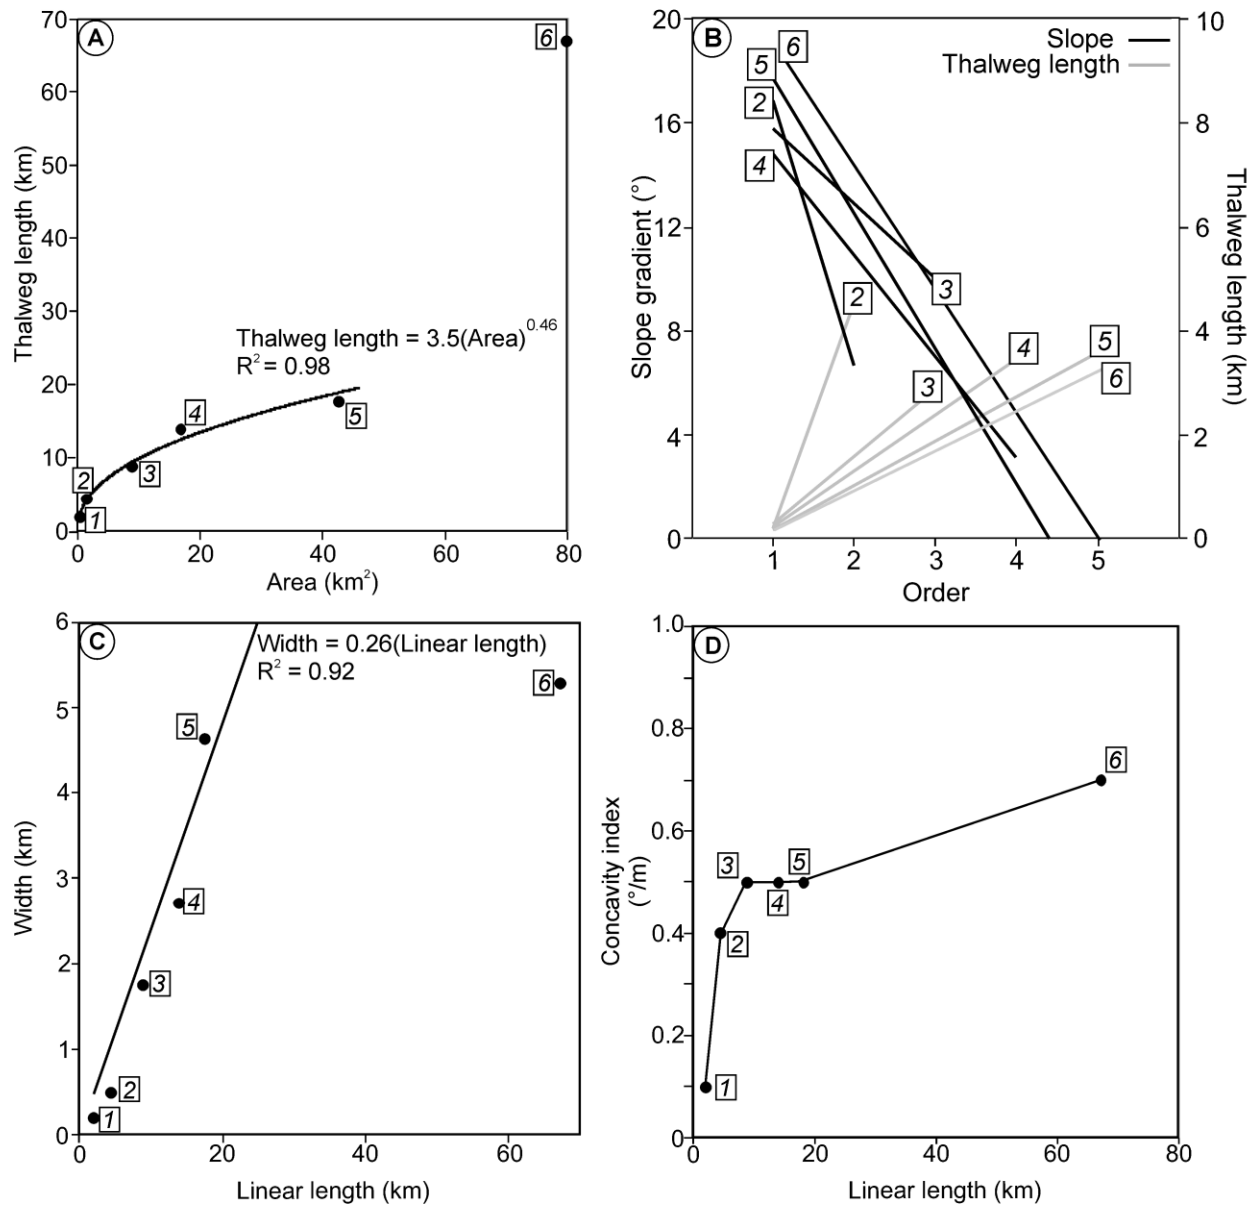 A
70
60
50
40
30
20
10
0
Thalweg length (km)
6
Thalweg length = 3.5(Area)^0.46
R² = 0.98
4
5
2
3
1
0 20 40 60 80
Area (km²)
B
Slope
Thalweg length
20
16
12
8
4
0
Slope gradient (°)
10
8
6
4
2
0
Thalweg length (km)
6
5
2
4
3
2
4
5
3
6
1 2 3 4 5
Order
C
6
5
4
3
2
1
0
Width (km)
Width = 0.26(Linear length)
R² = 0.92
6
5
4
3
2
1
0 20 40 60
Linear length (km)
D
1.0
0.8
0.6
0.4
0.2
0
Concavity index
(°/m)
6
3
5
4
2
1
0 20 40 60 80
Linear length (km)